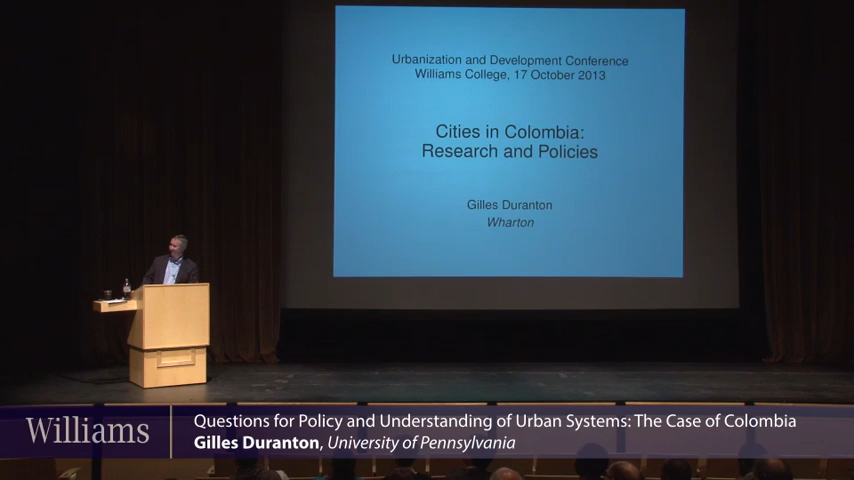 Urbanization and Development Conference
Williams College, 17 October 2013
Cities in Colombia:
Research and Policies
Gilles Duranton
Wharton
Williams
Questions for Policy and Understanding of Urban Systems: The Case of Colombia
Gilles Duranton, University of Pennsylvania